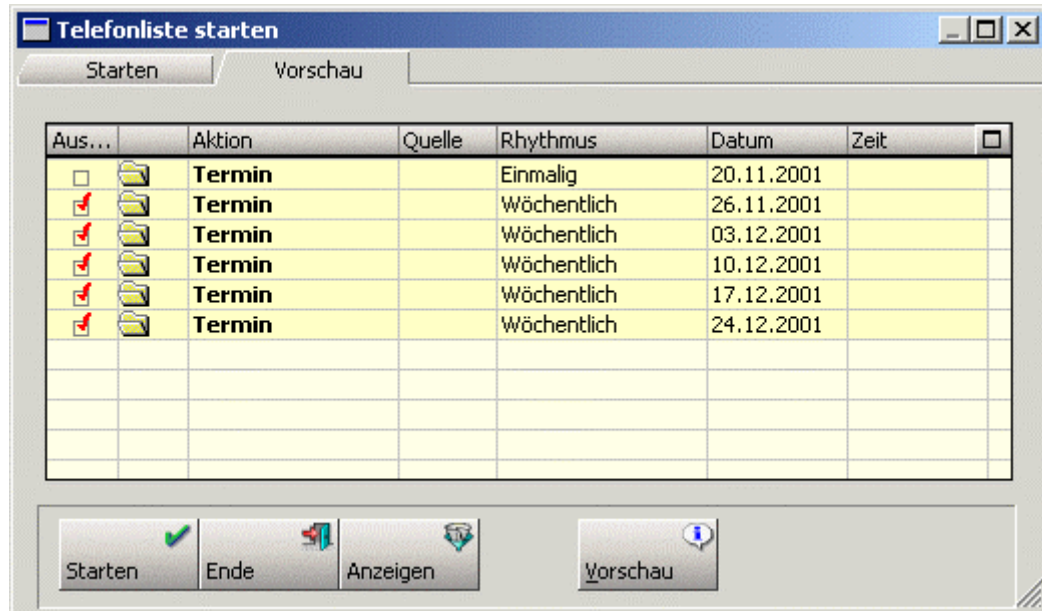 Telefonliste starten
Starten Vorschau
Aus... Aktion Quelle Rhythmus Datum Zeit
Termin Einmalig 20.11.2001
Termin Wöchentlich 26.11.2001
Termin Wöchentlich 03.12.2001
Termin Wöchentlich 10.12.2001
Termin Wöchentlich 17.12.2001
Termin Wöchentlich 24.12.2001
Starten Ende Anzeigen Vorschau